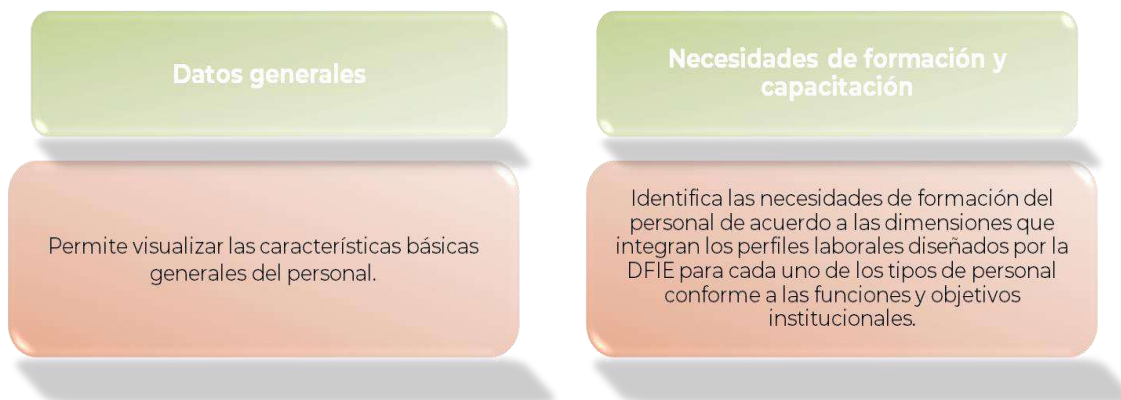 Datos generales
Permite visualizar las características básicas
generales del personal.
Necesidades de formación y
capacitación
Identifica las necesidades de formación del
personal de acuerdo a las dimensiones que
integran los perfiles laborales diseñados por la
DFIE para cada uno de los tipos de personal
conforme a las funciones y objetivos
institucionales.